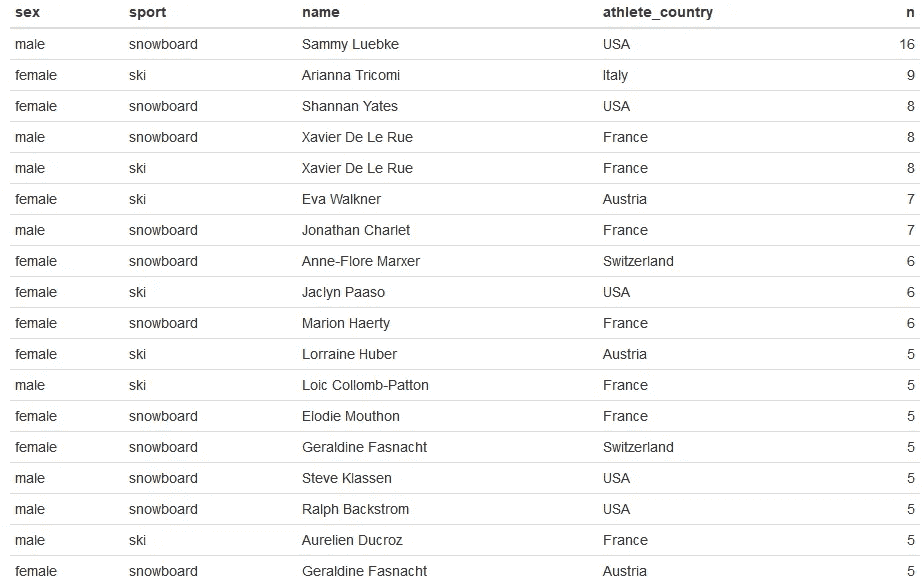 sex sport name athlete_country n
male snowboard Sammy Luebke USA 16
female ski Arianna Tricomi Italy 9
female snowboard Shannan Yates USA 8
male snowboard Xavier De Le Rue France 8
male ski Xavier De Le Rue France 8
female ski Eva Walkner Austria 7
male snowboard Jonathan Charlet France 7
female snowboard Anne-Flore Marxer Switzerland 6
female ski Jaclyn Paaso USA 6
female snowboard Marion Haerty France 6
female ski Lorraine Huber Austria 5
male ski Loic Collomb-Patton France 5
female snowboard Elodie Mouthon France 5
female snowboard Geraldine Fasnacht Switzerland 5
male snowboard Steve Klassen USA 5
male snowboard Ralph Backstrom USA 5
male ski Aurelien Ducroz France 5
female snowboard Geraldine Fasnacht Austria 5